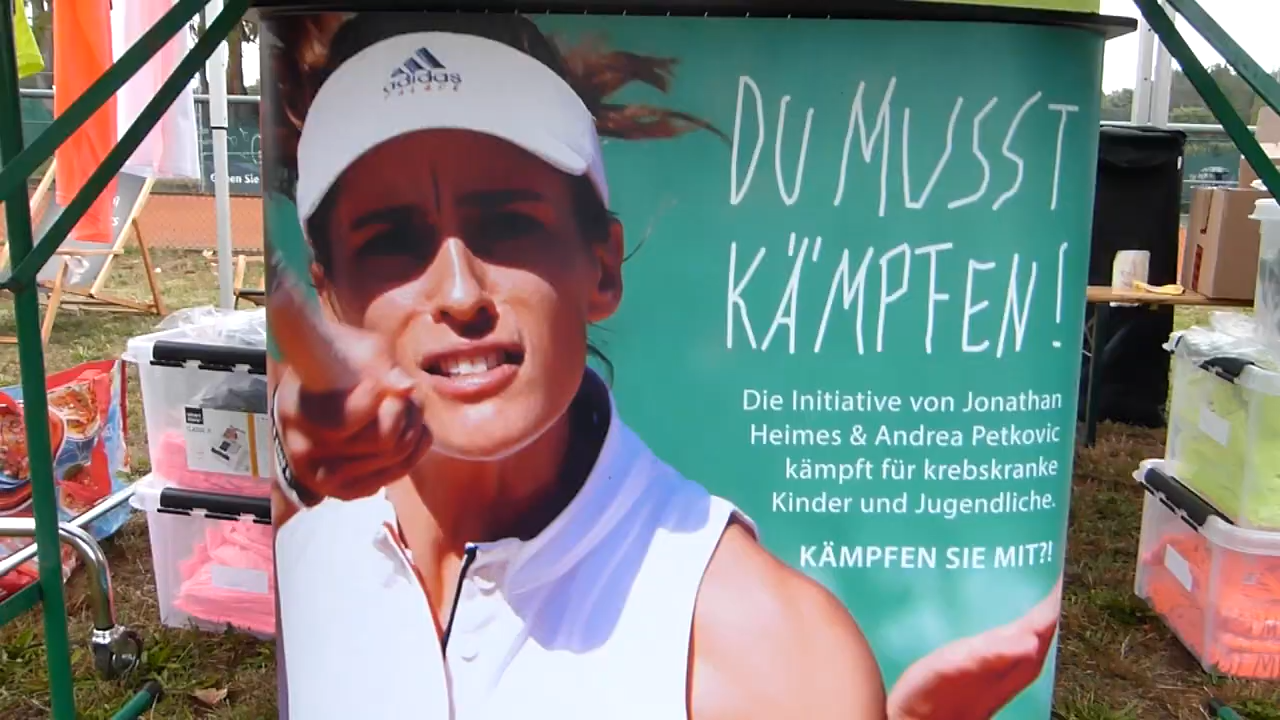 adidas
DU MUSST
KÄMPFEN!
Die Initiative von Jonathan
Heimes & Andrea Petkovic
kämpft für krebskranke
Kinder und Jugendliche.
KÄMPFEN SIE MIT?!